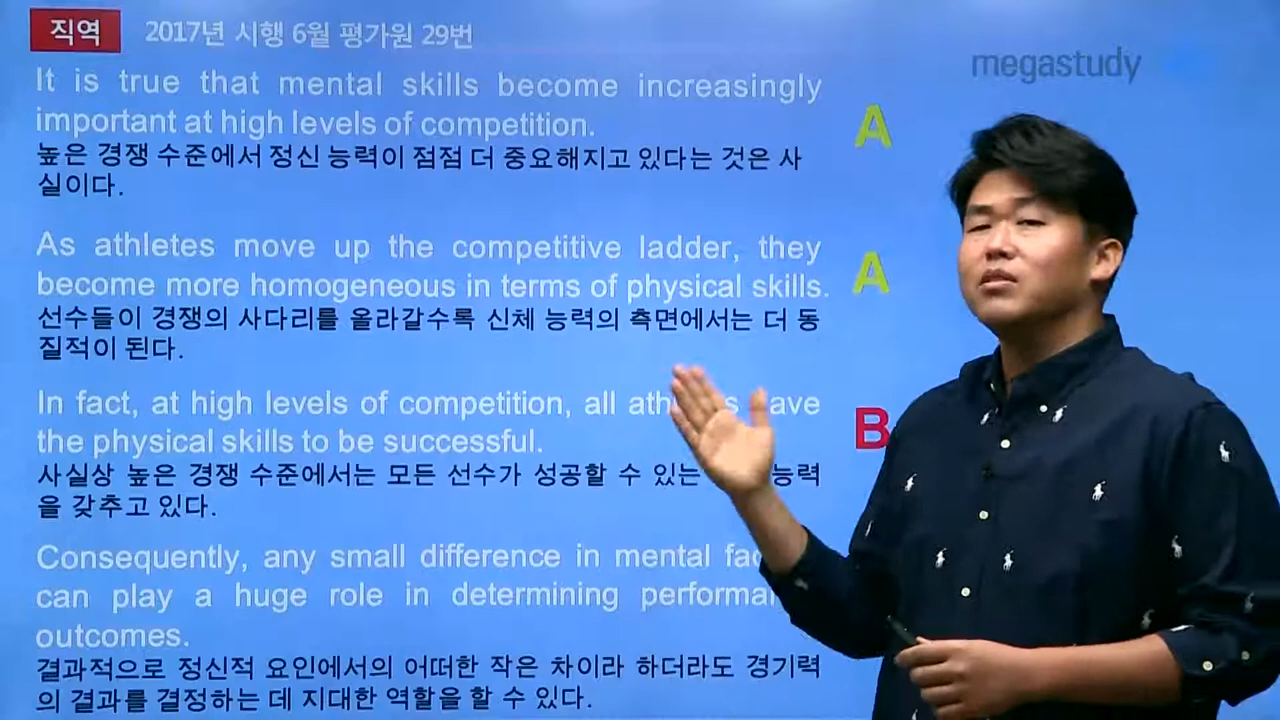 직역 2017년 시행 6월 평가원 29번
megastudy
It is true that mental skills become increasingly
important at high levels of competition.
A
높은 경쟁 수준에서 정신 능력이 점점 더 중요해지고 있다는 것은 사
실이다.
As athletes move up the competitive ladder, they
become more homogeneous in terms of physical skills.
A
선수들이 경쟁의 사다리를 올라갈수록 신체 능력의 측면에서는 더 동
질적이 된다.
In fact, at high levels of competition, all
the physical skills to be successful.
B
사실상 높은 경쟁 수준에서는 모든 선수가 성공할 수 있는 능력
을 갖추고 있다.
Consequently, any small difference in mental
can play a huge role in determining
outcomes.
결과적으로 정신적 요인에서의 어떠한 작은 차이라 하더라도 경기력
의 결과를 결정하는 데 지대한 역할을 할 수 있다.